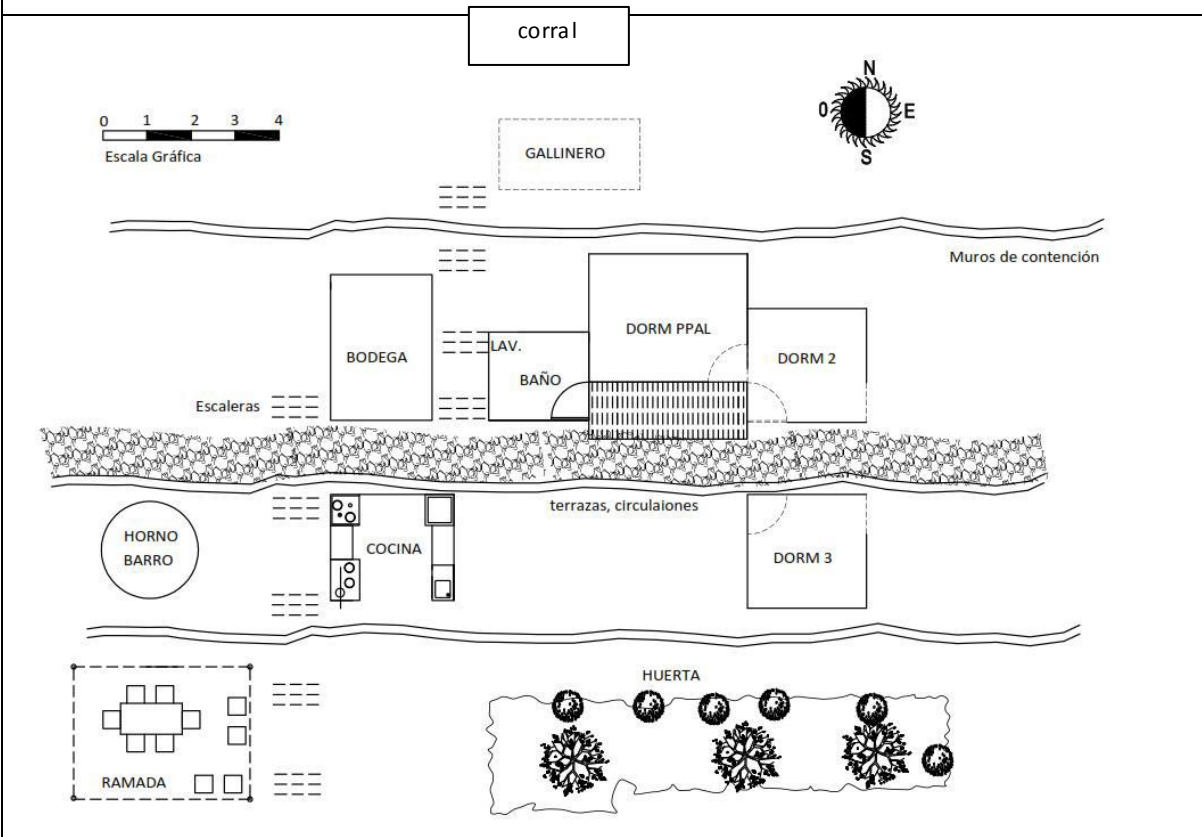 corral
N
O
E
S
0 1 2 3 4
Escala Gráfica
GALLINERO
Muros de contención
DORM PPAL
LAV.
BODEGA
DORM 2
BAÑO
Escaleras
terrazas, circulaiones
HORNO
BARRO
COCINA
DORM 3
HUERTA
RAMADA